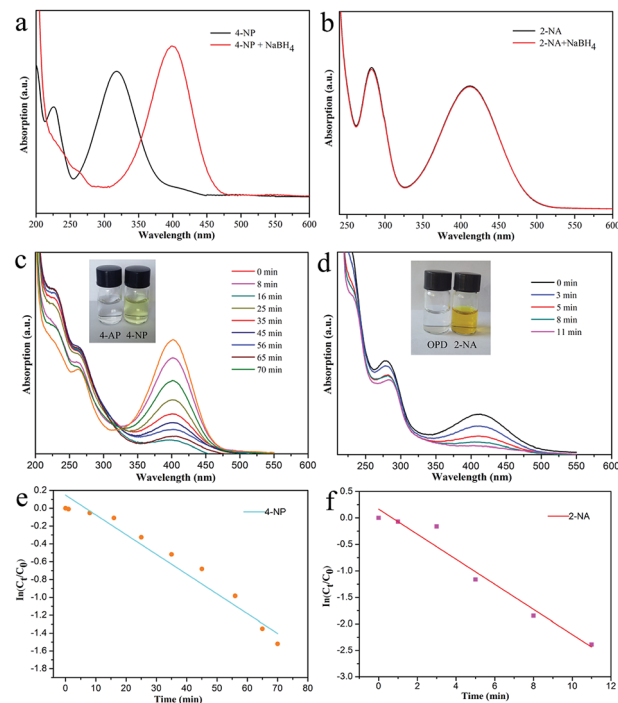 a
4-NP
4-NP + NaBH4
Absorption (a.u.)
200 250 300 350 400 450 500 550 600
Wavelength (nm)
b
2-NA
2-NA+NaBH4
Absorption (a.u.)
250 300 350 400 450 500 550 600
Wavelength (nm)
c
0 min
8 min
16 min
25 min
35 min
45 min
56 min
65 min
70 min
4-AP 4-NP
Absorption (a.u.)
200 250 300 350 400 450 500 550 600
Wavelength (nm)
d
0 min
3 min
5 min
8 min
11 min
OPD 2-NA
Absorption (a.u.)
250 300 350 400 450 500 550 600
Wavelength (nm)
e
4-NP
ln(Ct/C0)
0.2
0.0
-0.2
-0.4
-0.6
-0.8
-1.0
-1.2
-1.4
-1.6
-1.8
-10 0 10 20 30 40 50 60 70 80
Time (min)
f
2-NA
ln(Ct/C0)
0.5
0.0
-0.5
-1.0
-1.5
-2.0
-2.5
-3.0
0 2 4 6 8 10 12
Time (min)